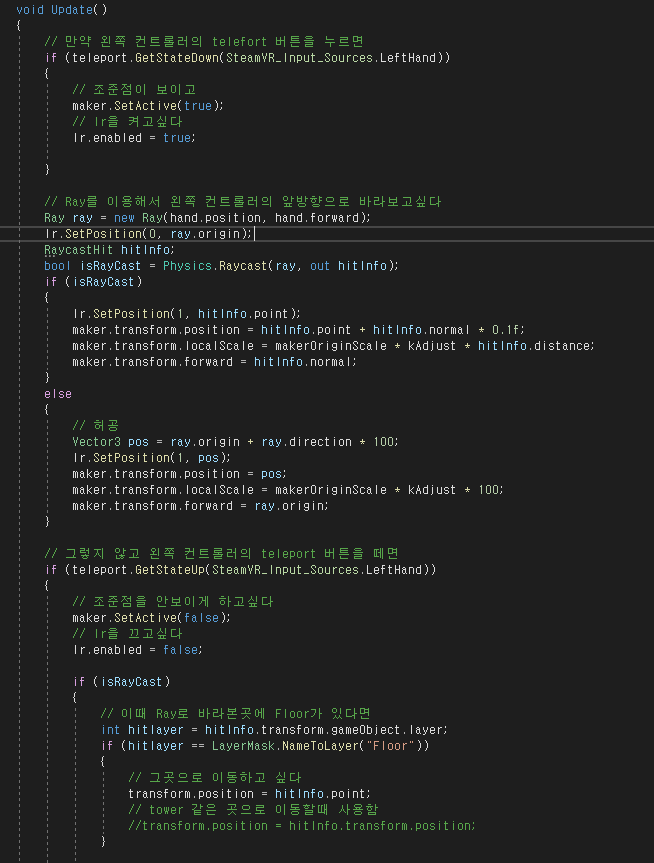 void Update()
{
// 만약 왼쪽 컨트롤러의 telefort 버튼을 누르면
if (teleport.GetStateDown(SteamVR_Input_Sources.LeftHand))
{
// 조준점이 보이고
maker.SetActive(true);
// lr을 켜고싶다
lr.enabled = true;
}
// Ray를 이용해서 왼쪽 컨트롤러의 앞방향으로 바라보고싶다
Ray ray = new Ray(hand.position, hand.forward);
lr.SetPosition(0, ray.origin);
RaycastHit hitInfo;
bool isRayCast = Physics.Raycast(ray, out hitInfo);
if (isRayCast)
{
lr.SetPosition(1, hitInfo.point);
maker.transform.position = hitInfo.point + hitInfo.normal * 0.1f;
maker.transform.localScale = makerOriginScale * kAdjust * hitInfo.distance;
maker.transform.forward = hitInfo.normal;
}
else
{
// 허공
Vector3 pos = ray.origin + ray.direction * 100;
lr.SetPosition(1, pos);
maker.transform.position = pos;
maker.transform.localScale = makerOriginScale * kAdjust * 100;
maker.transform.forward = ray.origin;
}
// 그렇지 않고 왼쪽 컨트롤러의 teleport 버튼을 떼면
if (teleport.GetStateUp(SteamVR_Input_Sources.LeftHand))
{
// 조준점을 안보이게 하고싶다
maker.SetActive(false);
// lr을 끄고싶다
lr.enabled = false;
if (isRayCast)
{
// 이때 Ray로 바라본곳에 Floor가 있다면
int hitlayer = hitInfo.transform.gameObject.layer;
if (hitlayer == LayerMask.NameToLayer("Floor"))
{
// 그곳으로 이동하고 싶다
transform.position = hitInfo.point;
// tower 같은 곳으로 이동할때 사용함
//transform.position = hitInfo.transform.position;
}